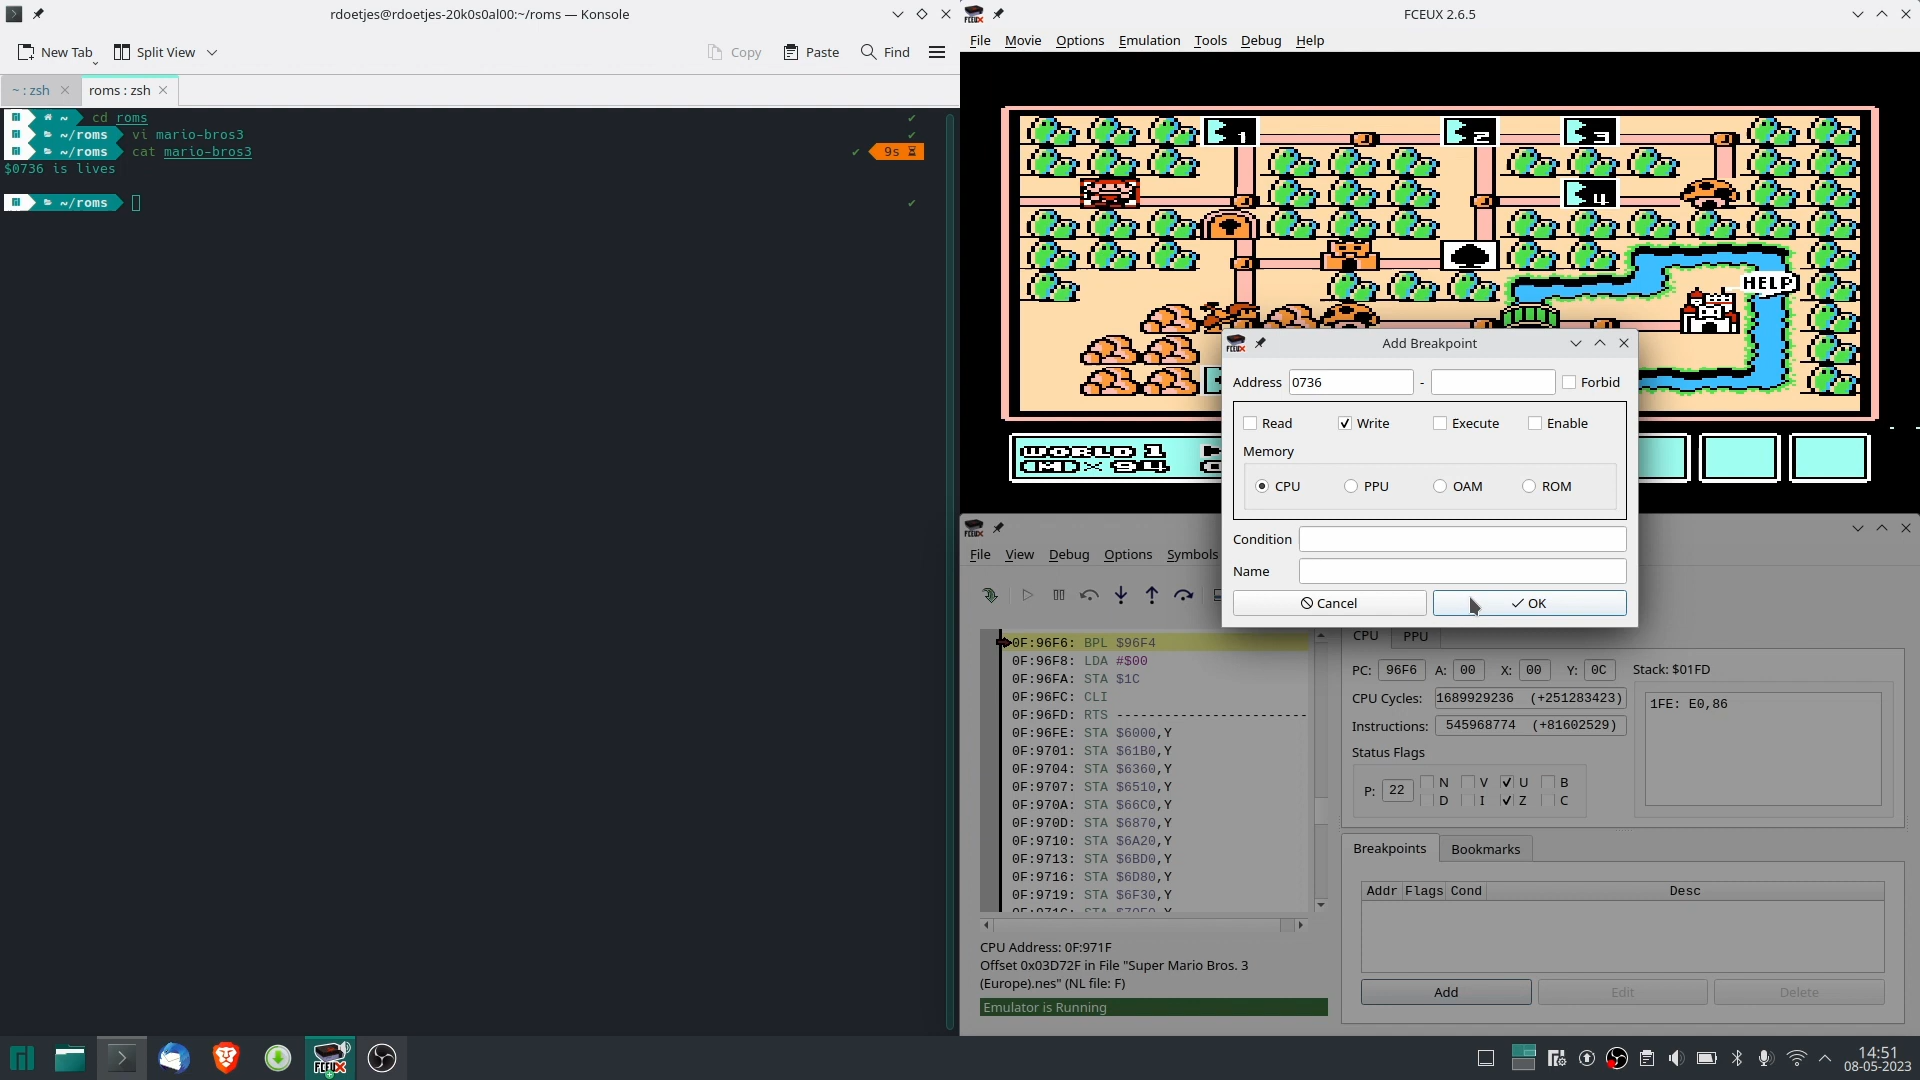 rdoetjes@rdoetjes-20k0s0al00:~/roms — Konsole
New Tab
Split View
Copy
Paste
Find
~ : zsh
roms : zsh
~ cd roms
~/roms vi mario-bros3
~/roms cat mario-bros3
9s
$0736 is lives
~/roms
FCEUX 2.6.5
File Movie Options Emulation Tools Debug Help
1
2
3
4
HELP
WORLD 1
Add Breakpoint
Address 0736 - Forbid
Read Write Execute Enable
Memory
CPU PPU OAM ROM
Condition
Name
Cancel
OK
File View Debug Options Symbols
0F:96F6: BPL $96F4
0F:96F8: LDA #$00
0F:96FA: STA $1C
0F:96FC: CLI
0F:96FD: RTS ----------------------
0F:96FE: STA $6000,Y
0F:9701: STA $61B0,Y
0F:9704: STA $6360,Y
0F:9707: STA $6510,Y
0F:970A: STA $66C0,Y
0F:970D: STA $6870,Y
0F:9710: STA $6A20,Y
0F:9713: STA $6BD0,Y
0F:9716: STA $6D80,Y
0F:9719: STA $6F30,Y
CPU Address: 0F:971F
Offset 0x03D72F in File "Super Mario Bros. 3
(Europe).nes" (NL file: F)
Emulator is Running
CPU PPU
PC: 96F6 A: 00 X: 00 Y: 0C Stack: $01FD
CPU Cycles: 1689929236 (+251283423)
1FE: E0,86
Instructions: 545968774 (+81602529)
Status Flags
P: 22
N V U B
D I Z C
Breakpoints Bookmarks
Addr Flags Cond Desc
Add Edit Delete
14:51
08-05-2023